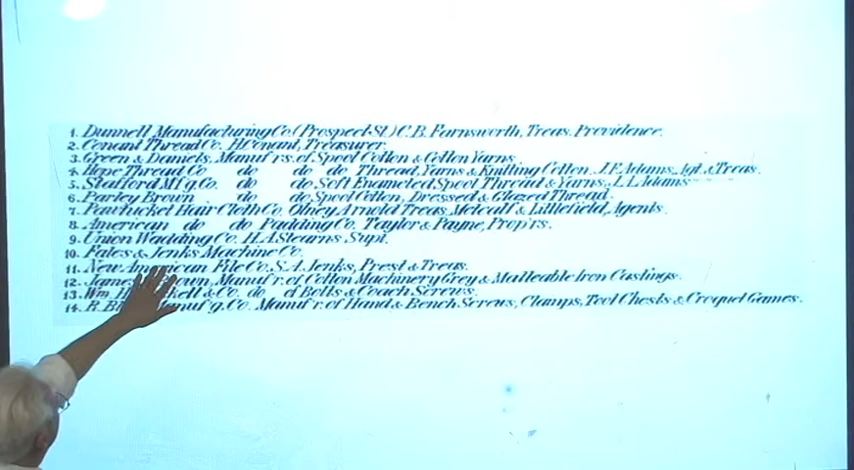 1. Dunnell Manufacturing Co. (Prospect St.) C.B. Farnsworth, Treas. Providence.
2. Conant Thread Co. H. Conant, Treasurer.
3. Green & Daniels, Manuf'rs. of Spool Cotton & Cotton Yarns.
4. Hope Thread Co do do do Thread, Yarns & Knitting Cotton. Adams, Agt. & Treas.
5. Stafford M'f'g. Co. do do. Soft Enameled Spool Thread & Yarns. Adams
6. Parley Brown do do. Spool Cotton, Dressed & Glazed Thread.
7. Pawtucket Hair Cloth Co. Olney Arnold Treas. Metcalf & Littlefield, Agents.
8. American do do Padding Co. Taylor & Payne, Prop'rs.
9. Union Wadding Co. H.A. Stearns Supt.
10. Fales & Jenks Machine Co.
11. New American File Co. S.A. Jenks, Prest. & Treas.
12. James Manuf'r. of Cotton Machinery Grey & Malleable Iron Castings.
13. Wm. & Co. do of Bolts & Coach Screws.
14. Co. Manuf'r. of Hand & Bench Screws, Clamps, Tool Chests & Croquet Games.